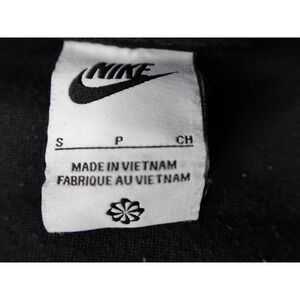 NIKE
S P CH
MADE IN VIETNAM
FABRIQUE AU VIETNAM